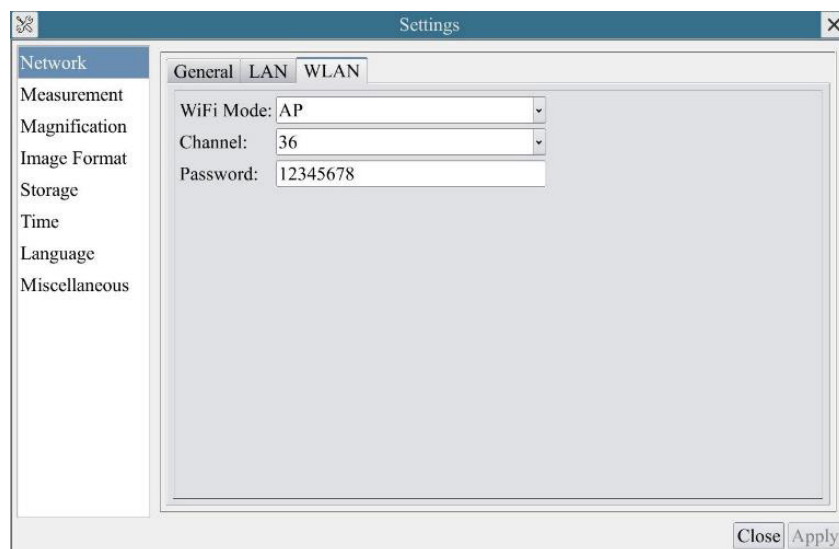 Settings
Network
Measurement
Magnification
Image Format
Storage
Time
Language
Miscellaneous
General LAN WLAN
WiFi Mode: AP
Channel: 36
Password: 12345678
Close Apply